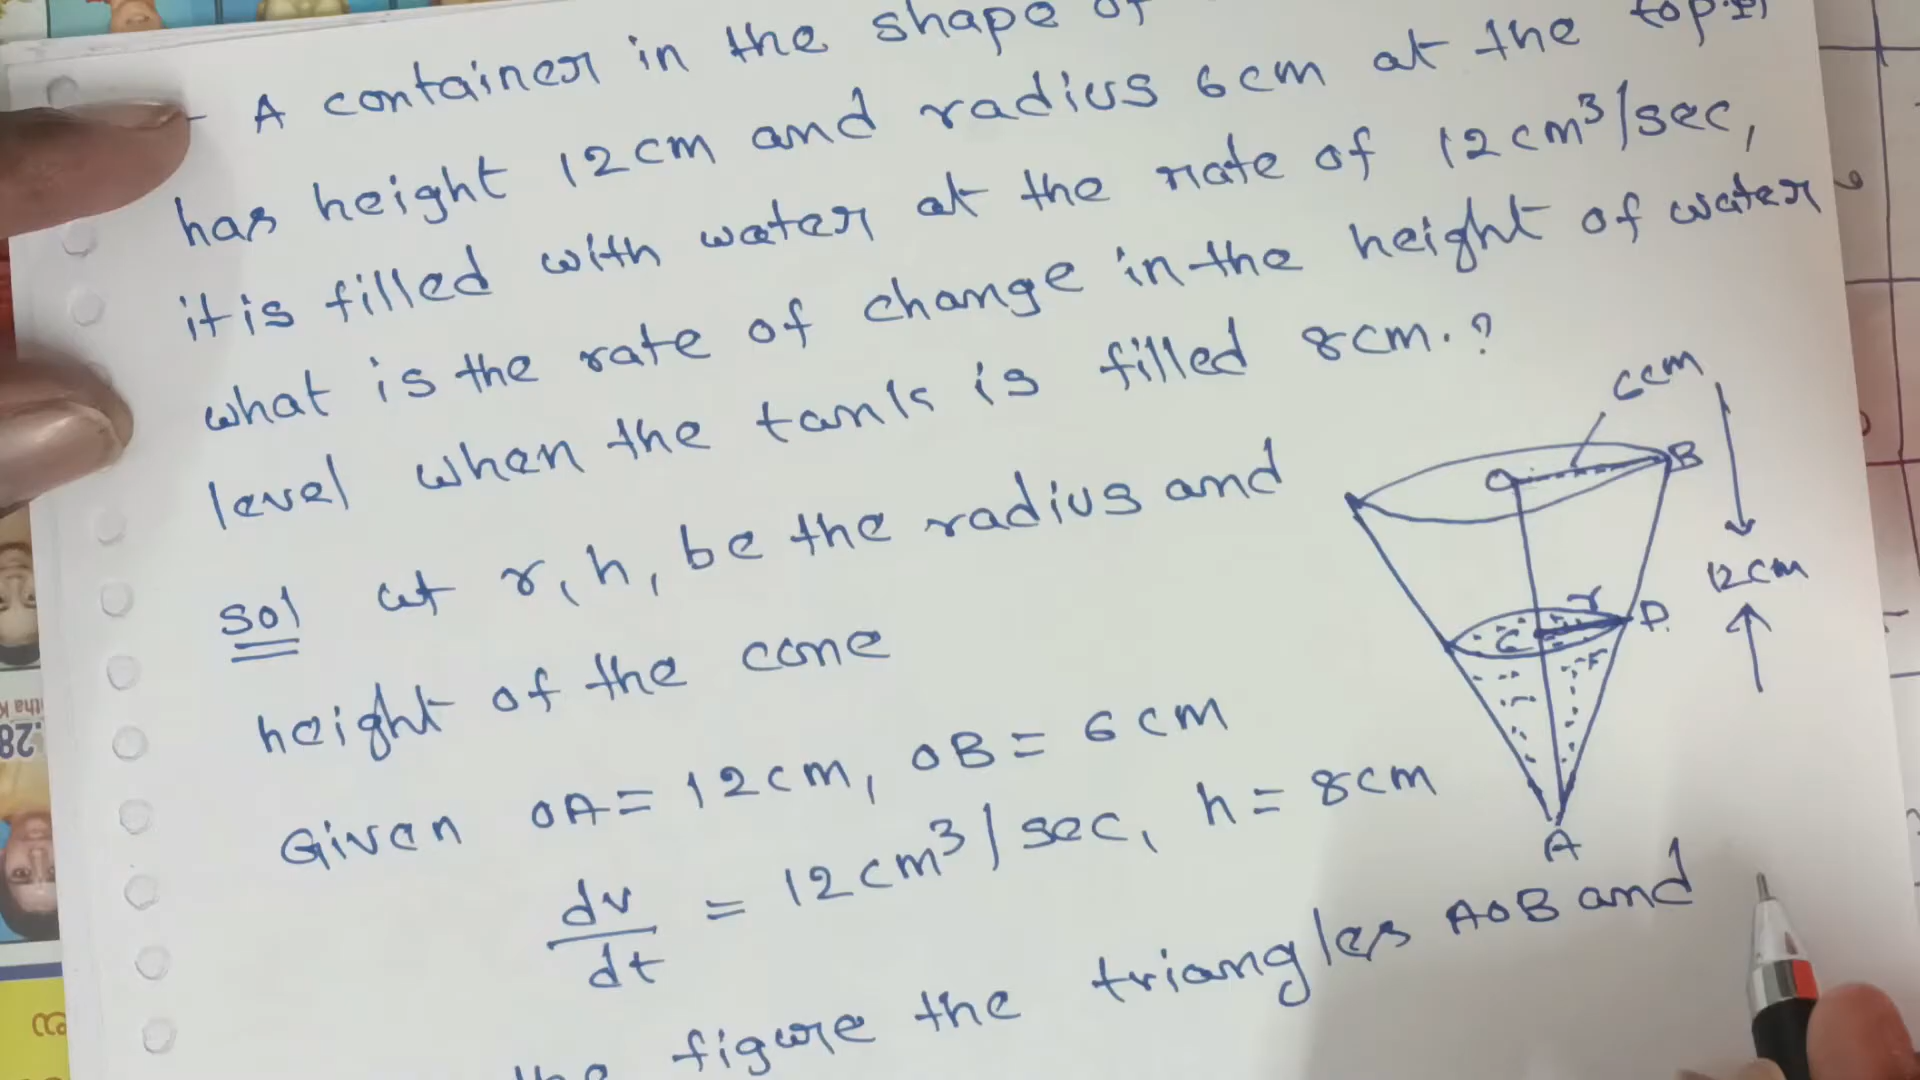 A container in the shape of
has height 12cm and radius 6cm at the top.
it is filled with water at the rate of 12cm³/sec,
what is the rate of change in the height of water
level when the tank is filled 8cm.?
6cm
O
B
sol at r, h, be the radius and
12cm
r
C
D
height of the cone
Given OA = 12cm, OB = 6cm
A
dv/dt = 12cm³/sec, h = 8cm
the figure the triangles AOB and
.28